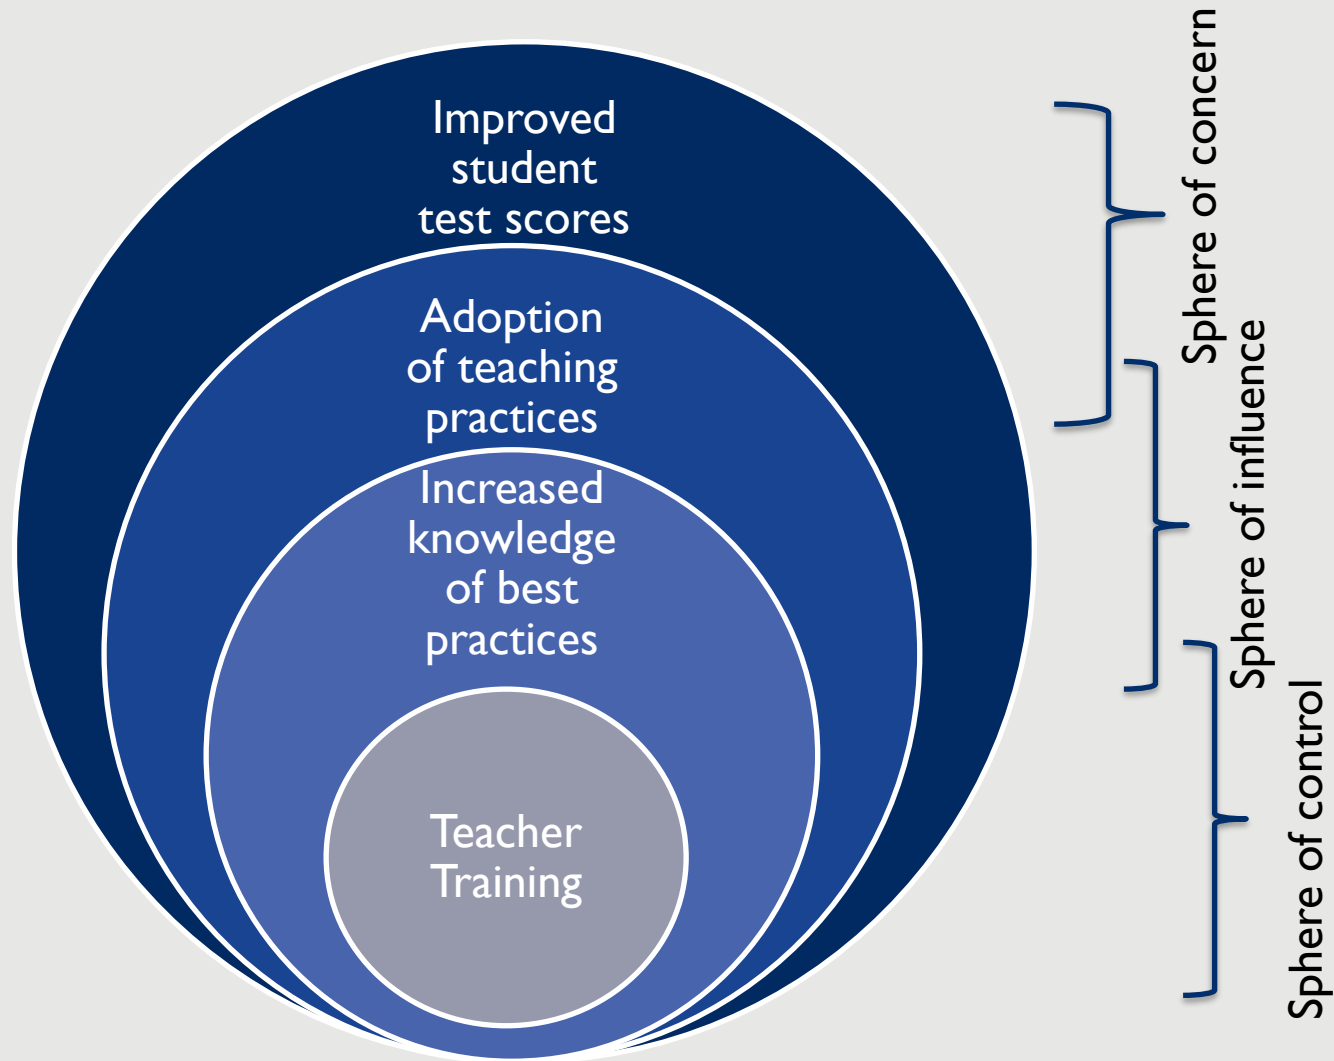 Improved
student
test scores
Adoption
of teaching
practices
Increased
knowledge
of best
practices
Teacher
Training
Sphere of concern
Sphere of influence
Sphere of control